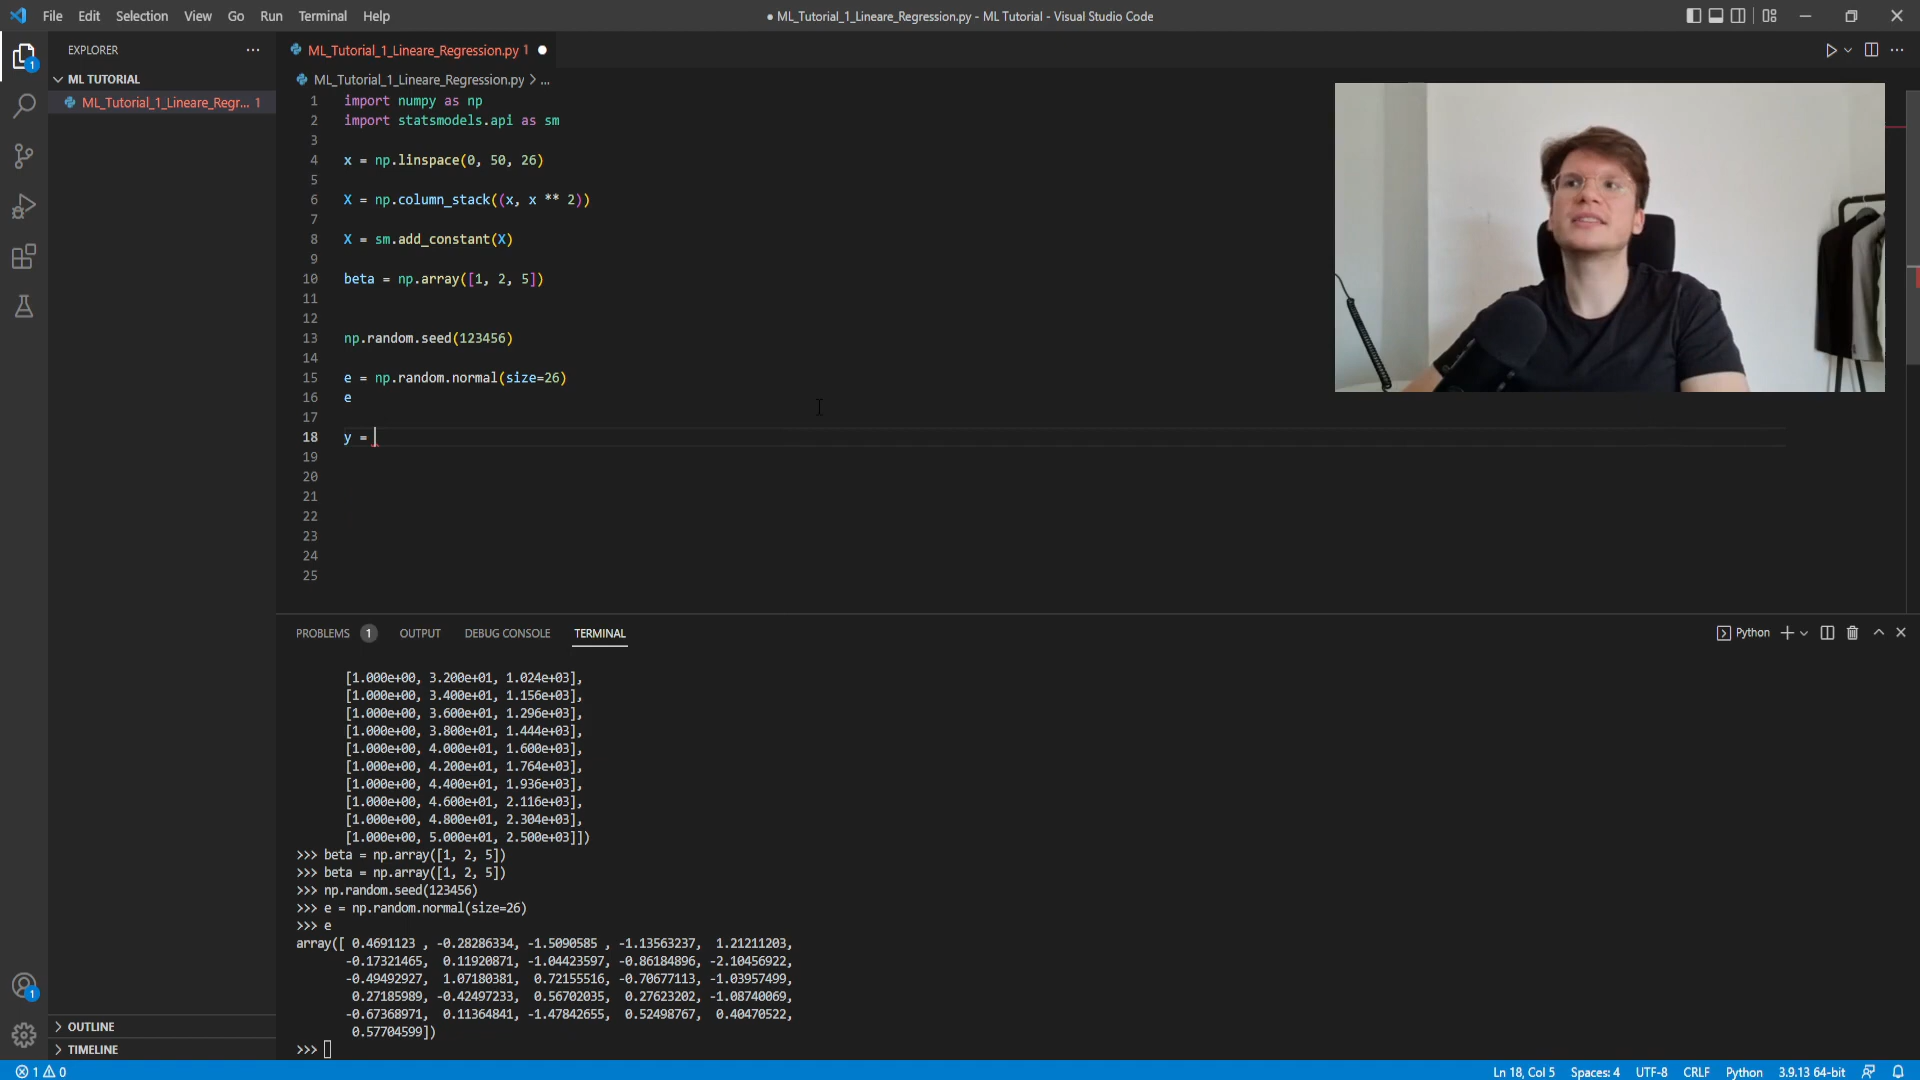 File Edit Selection View Go Run Terminal Help
● ML_Tutorial_1_Lineare_Regression.py - ML Tutorial - Visual Studio Code
EXPLORER
ML TUTORIAL
ML_Tutorial_1_Lineare_Regr... 1
OUTLINE
TIMELINE
1
1
ML_Tutorial_1_Lineare_Regression.py 1
ML_Tutorial_1_Lineare_Regression.py > ...
1 import numpy as np
2 import statsmodels.api as sm
3
4 x = np.linspace(0, 50, 26)
5
6 X = np.column_stack((x, x ** 2))
7
8 X = sm.add_constant(X)
9
10 beta = np.array([1, 2, 5])
11
12
13 np.random.seed(123456)
14
15 e = np.random.normal(size=26)
16 e
17
18 y =
19
20
21
22
23
24
25
PROBLEMS 1 OUTPUT DEBUG CONSOLE TERMINAL
Python
[1.000e+00, 3.200e+01, 1.024e+03],
[1.000e+00, 3.400e+01, 1.156e+03],
[1.000e+00, 3.600e+01, 1.296e+03],
[1.000e+00, 3.800e+01, 1.444e+03],
[1.000e+00, 4.000e+01, 1.600e+03],
[1.000e+00, 4.200e+01, 1.764e+03],
[1.000e+00, 4.400e+01, 1.936e+03],
[1.000e+00, 4.600e+01, 2.116e+03],
[1.000e+00, 4.800e+01, 2.304e+03],
[1.000e+00, 5.000e+01, 2.500e+03]])
>>> beta = np.array([1, 2, 5])
>>> beta = np.array([1, 2, 5])
>>> np.random.seed(123456)
>>> e = np.random.normal(size=26)
>>> e
array([ 0.4691123 , -0.28286334, -1.5090585 , -1.13563237, 1.21211203,
-0.17321465, 0.11920871, -1.04423597, -0.86184896, -2.10456922,
-0.49492927, 1.07180381, 0.72155516, -0.70677113, -1.03957499,
0.27185989, -0.42497233, 0.56702035, 0.27623202, -1.08740069,
-0.67368971, 0.11364841, -1.47842655, 0.52498767, 0.40470522,
0.57704599])
>>>
1 0
Ln 18, Col 5 Spaces: 4 UTF-8 CRLF Python 3.9.13 64-bit